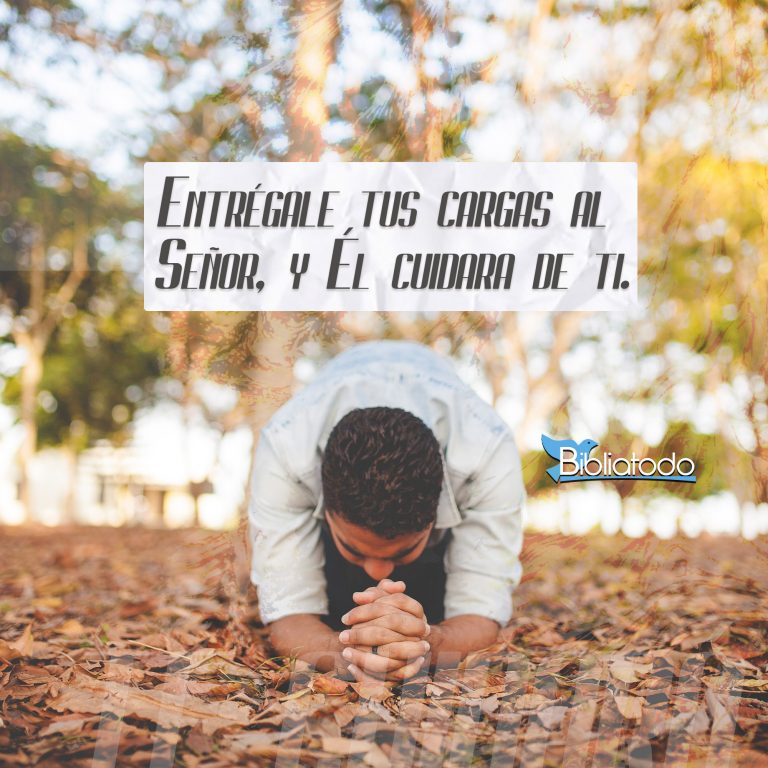 Entrégale tus cargas al
Señor, y Él cuidara de ti.
Bibliatodo